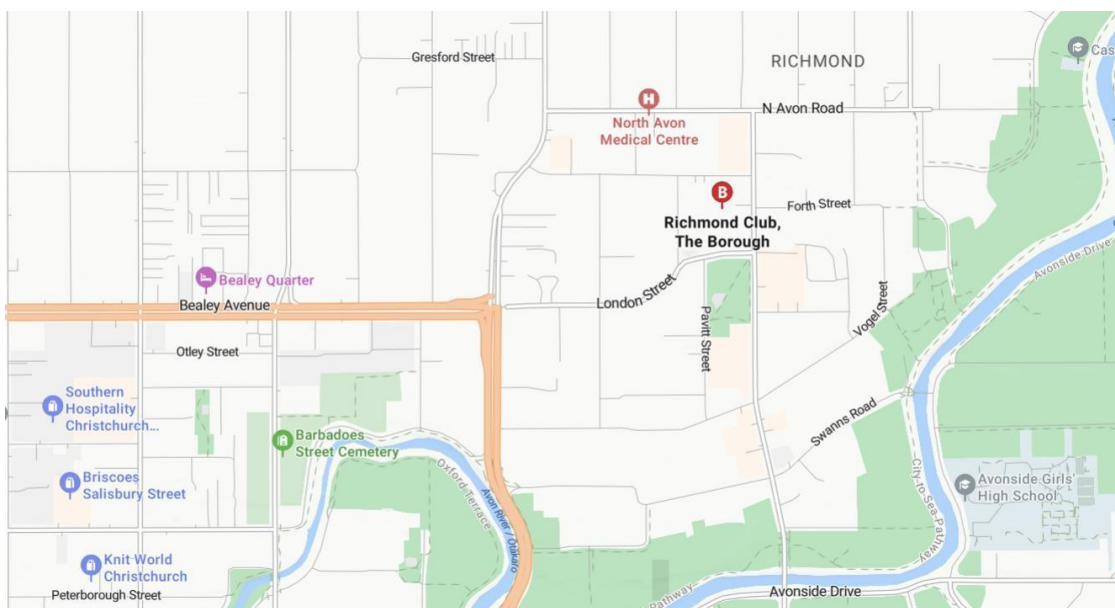 Gresford Street
RICHMOND
Cas
N Avon Road
H
North Avon
Medical Centre
B
Richmond Club,
The Borough
Forth Street
Avonside Drive
Bealey Quarter
Bealey Avenue
London Street
Pavitt Street
Vogel Street
Otley Street
Southern
Hospitality
Christchurch...
Barbadoes
Street Cemetery
Swanns Road
Oxford Terrace
Avon River / Ōtākaro
City-to-Sea-Pathway
Avonside Girls'
High School
Briscoes
Salisbury Street
Knit World
Christchurch
Peterborough Street
Pathway
Avonside Drive